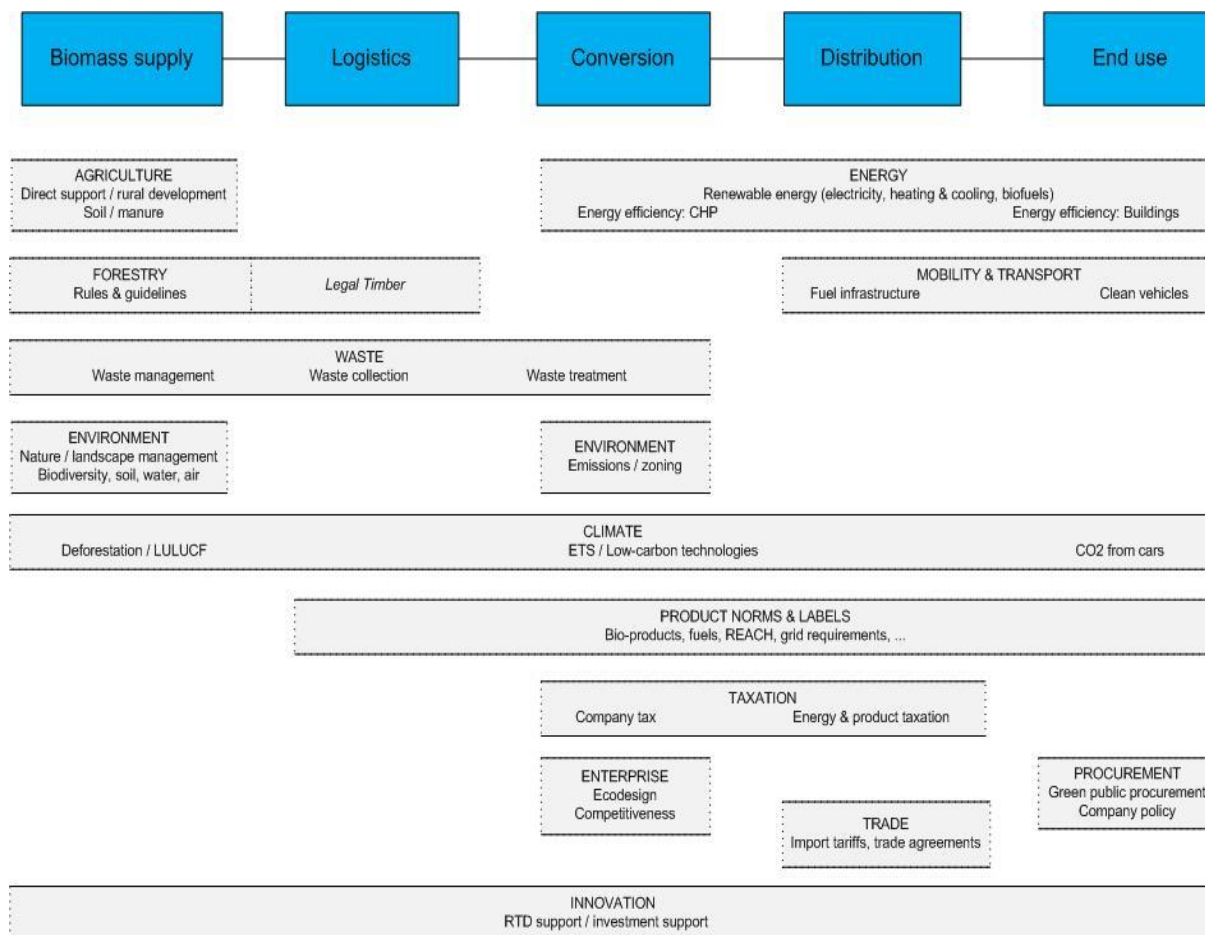 Biomass supply
Logistics
Conversion
Distribution
End use
AGRICULTURE
Direct support / rural development
Soil / manure
ENERGY
Renewable energy (electricity, heating & cooling, biofuels)
Energy efficiency: CHP
Energy efficiency: Buildings
FORESTRY
Rules & guidelines
Legal Timber
MOBILITY & TRANSPORT
Fuel infrastructure
Clean vehicles
WASTE
Waste management
Waste collection
Waste treatment
ENVIRONMENT
Nature / landscape management
Biodiversity, soil, water, air
ENVIRONMENT
Emissions / zoning
CLIMATE
Deforestation / LULUCF
ETS / Low-carbon technologies
CO2 from cars
PRODUCT NORMS & LABELS
Bio-products, fuels, REACH, grid requirements, ...
TAXATION
Company tax
Energy & product taxation
ENTERPRISE
Ecodesign
Competitiveness
PROCUREMENT
Green public procurement
Company policy
TRADE
Import tariffs, trade agreements
INNOVATION
RTD support / investment support